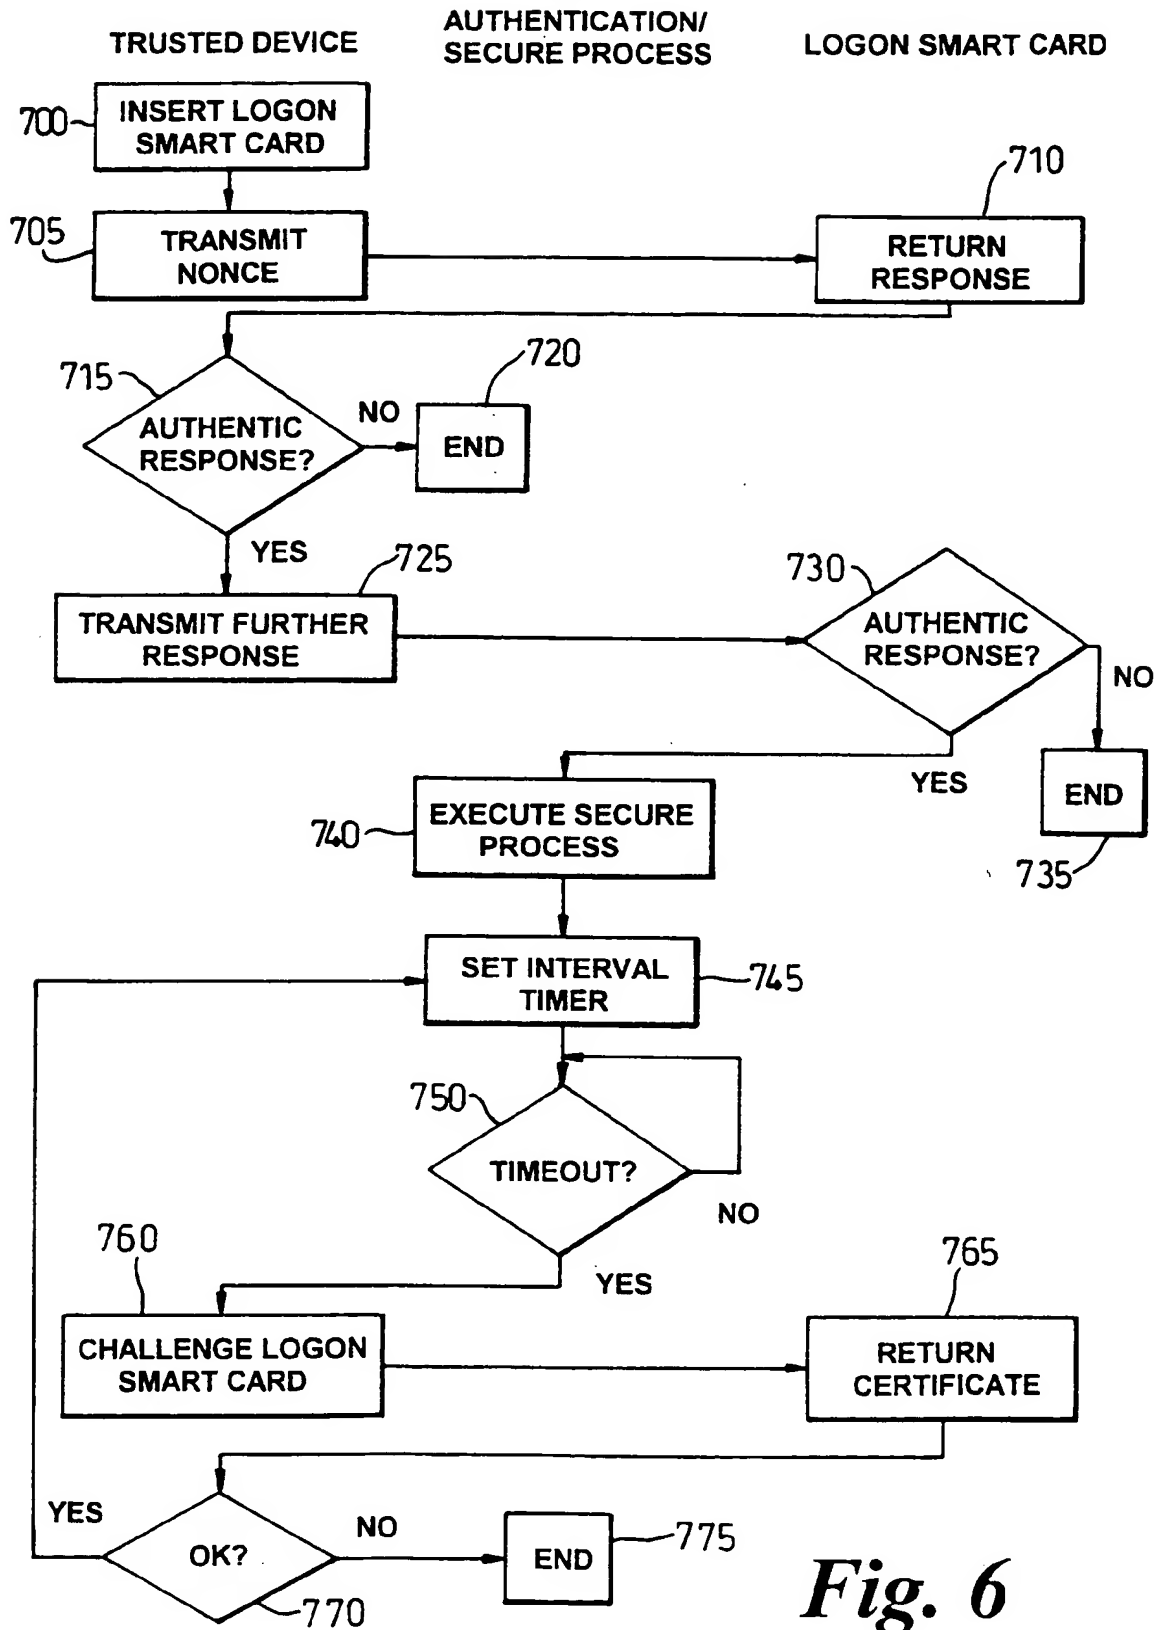 TRUSTED DEVICE
AUTHENTICATION/
SECURE PROCESS
LOGON SMART CARD
700
INSERT LOGON
SMART CARD
705
TRANSMIT
NONCE
710
RETURN
RESPONSE
715
AUTHENTIC
RESPONSE?
NO
720
END
YES
725
TRANSMIT FURTHER
RESPONSE
730
AUTHENTIC
RESPONSE?
NO
YES
END
735
740
EXECUTE SECURE
PROCESS
SET INTERVAL
TIMER
745
750
TIMEOUT?
NO
YES
760
CHALLENGE LOGON
SMART CARD
765
RETURN
CERTIFICATE
YES
OK?
NO
770
END
775
Fig. 6